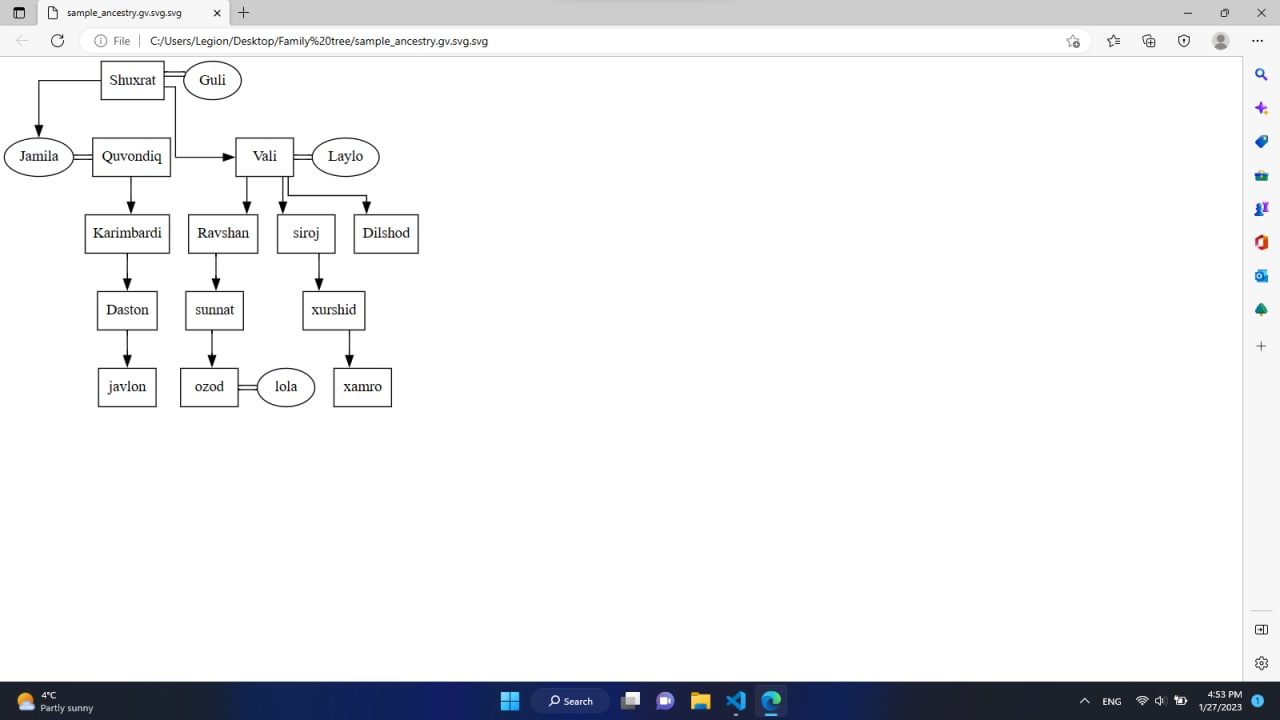 sample_ancestry.gv.svg.svg
File C:/Users/Legion/Desktop/Family%20tree/sample_ancestry.gv.svg.svg
Shuxrat Guli
Jamila Quvondiq Vali Laylo
Karimbardi Ravshan siroj Dilshod
Daston sunnat xurshid
javlon ozod lola xamro
4°C
Partly sunny
Search
ENG
4:53 PM
1/27/2023
1